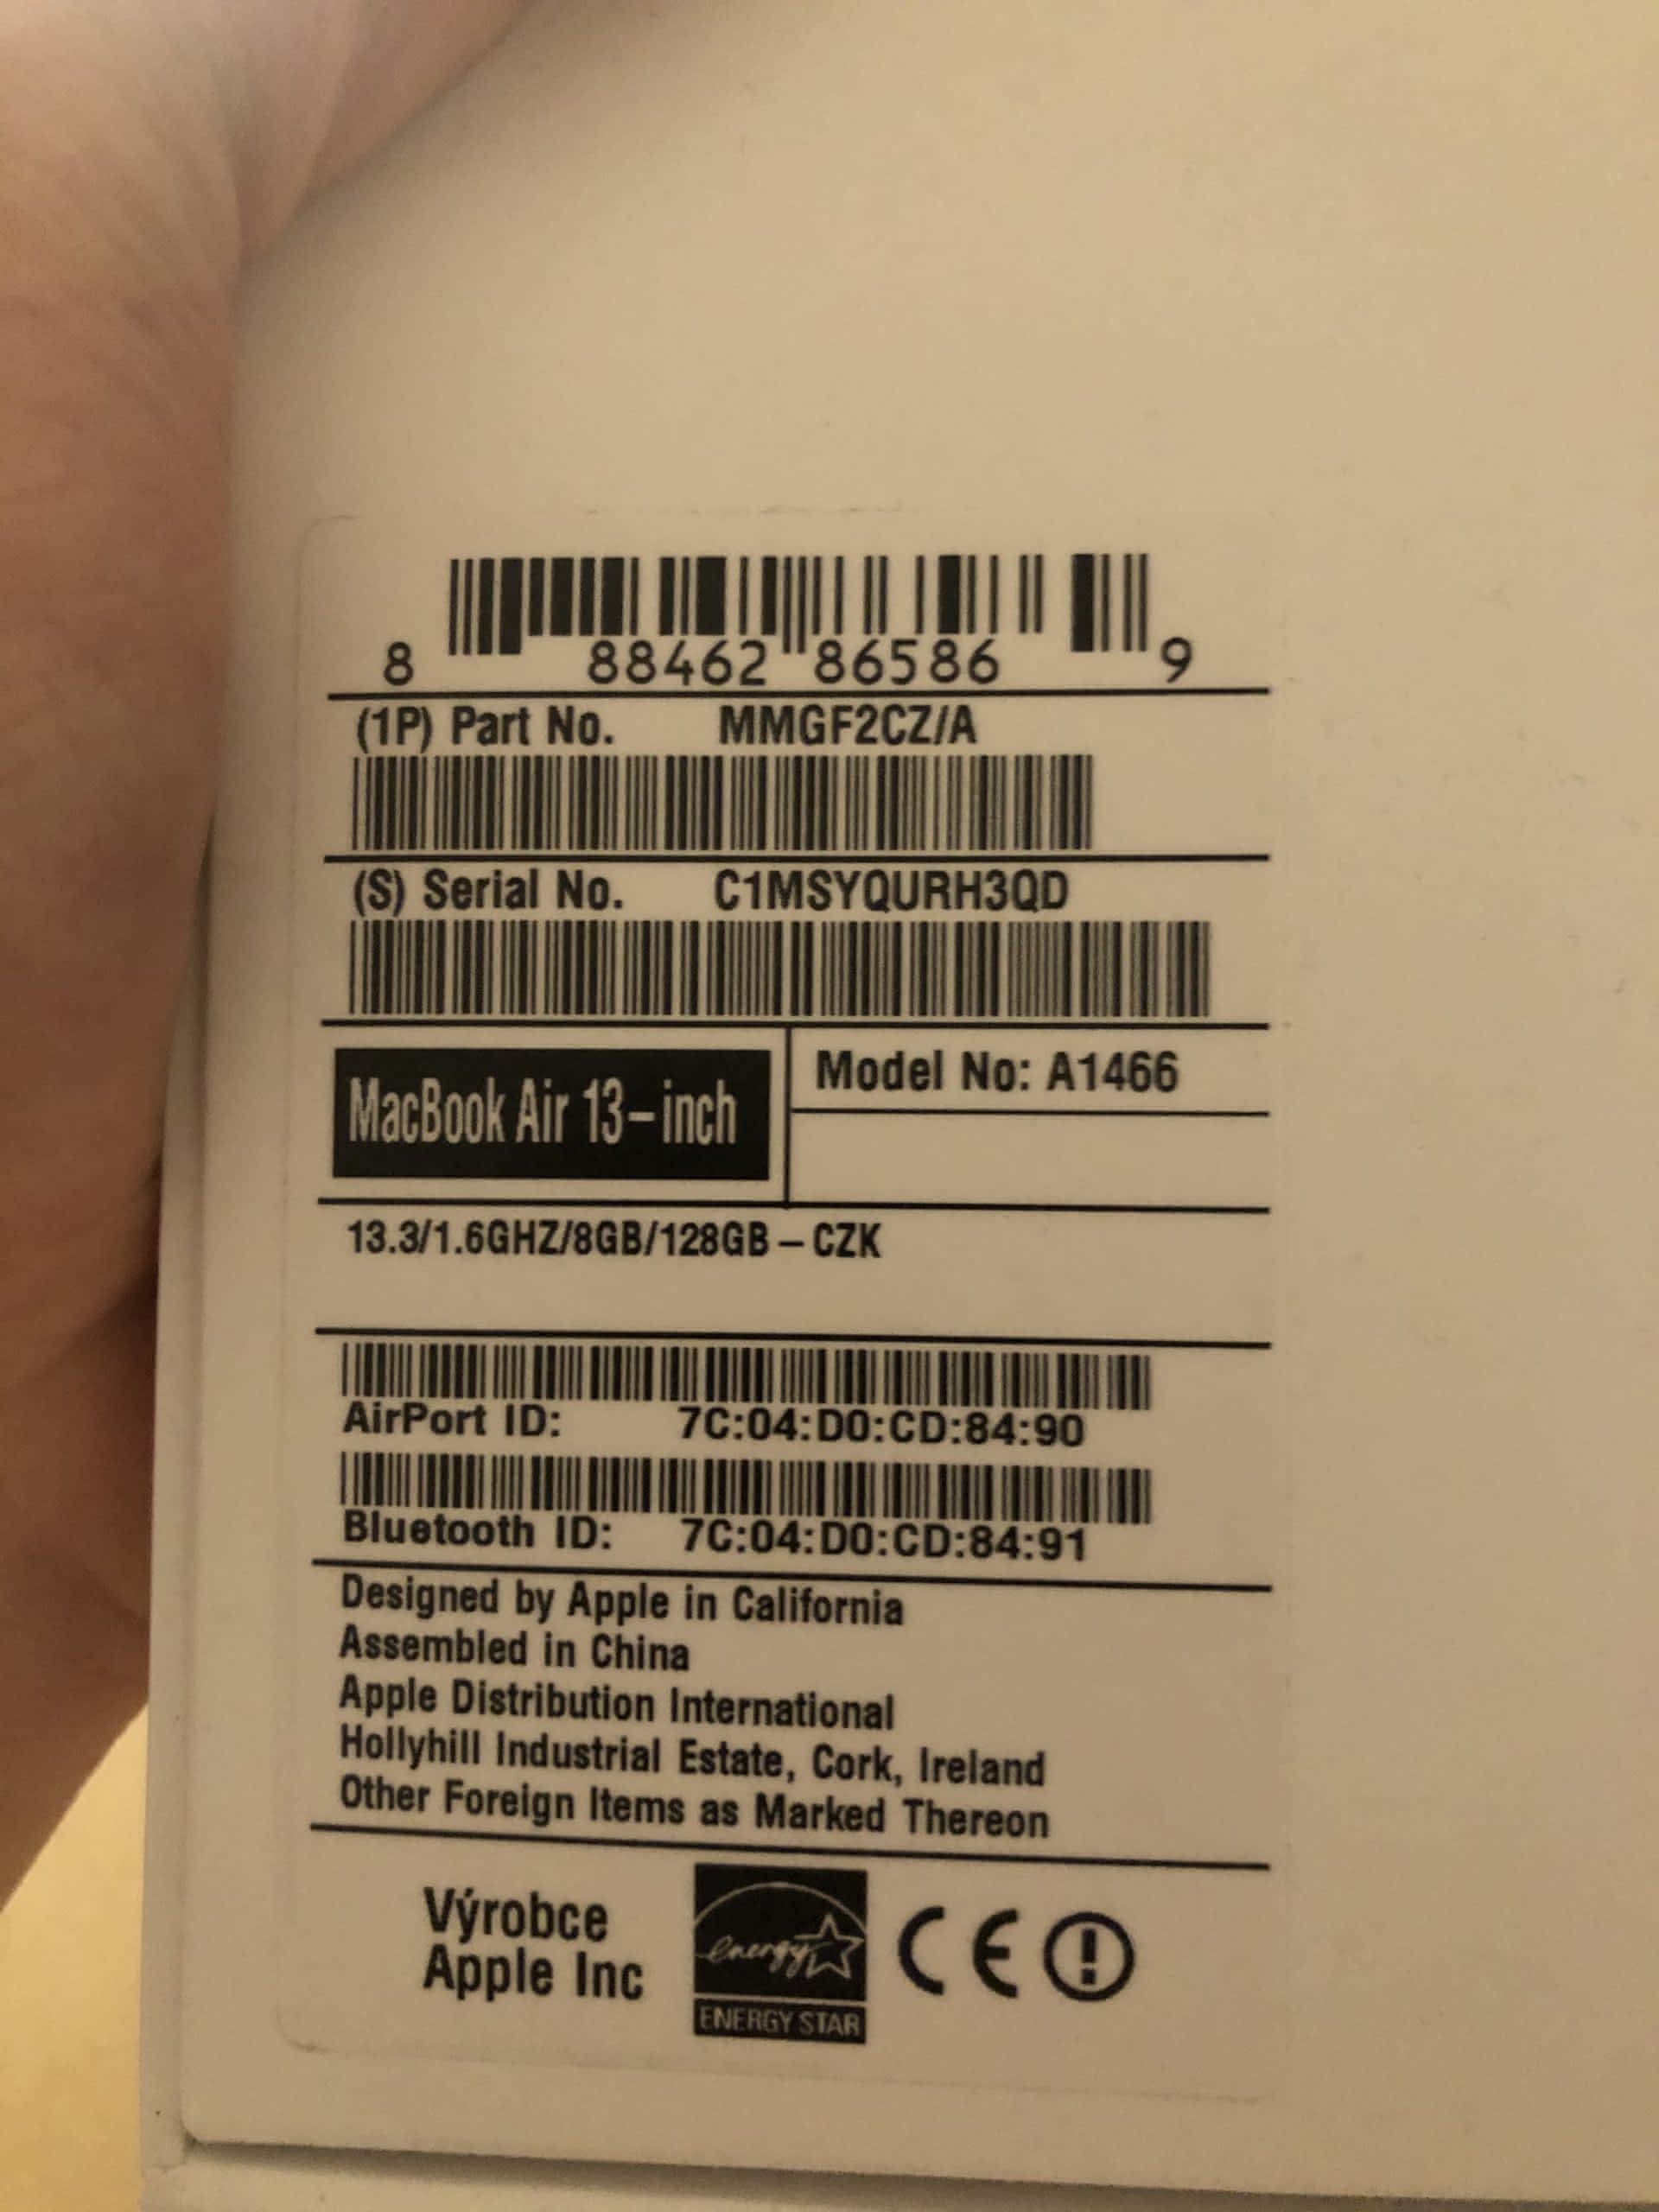 8 88462 86586 9
(1P) Part No. MMGF2CZ/A
(S) Serial No. C1MSYQURH3QD
MacBook Air 13-inch
Model No: A1466
13.3/1.6GHZ/8GB/128GB – CZK
AirPort ID: 7C:04:D0:CD:84:90
Bluetooth ID: 7C:04:D0:CD:84:91
Designed by Apple in California
Assembled in China
Apple Distribution International
Hollyhill Industrial Estate, Cork, Ireland
Other Foreign Items as Marked Thereon
Výrobce
Apple Inc
energy
ENERGY STAR
CE